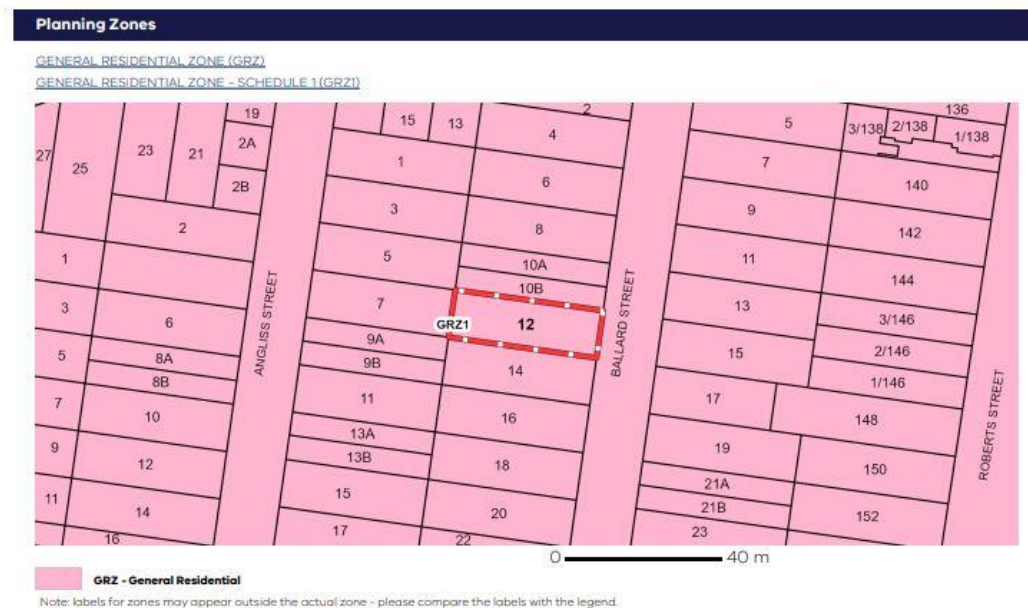 Planning Zones
GENERAL RESIDENTIAL ZONE (GRZ)
GENERAL RESIDENTIAL ZONE - SCHEDULE 1 (GRZ1)
19
15
13
2
136
5
3/138
2/138
1/138
27
25
23
21
2A
2B
4
1
7
140
6
3
9
142
2
8
5
10A
11
144
1
10B
7
12
13
3/146
3
6
GRZ1
9A
2/146
5
8A
9B
14
15
1/146
8B
ANGLISS STREET
BALLARD STREET
ROBERTS STREET
7
10
11
16
17
148
13A
9
12
13B
18
19
150
21A
11
14
15
20
21B
152
16
17
22
23
0
40 m
GRZ - General Residential
Note: labels for zones may appear outside the actual zone - please compare the labels with the legend.